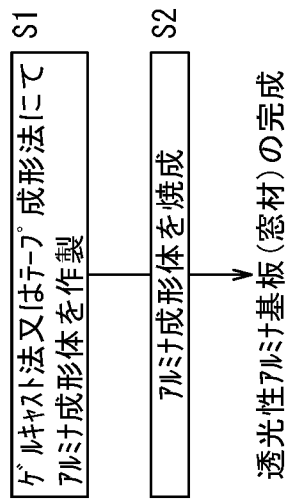 ｹﾞﾙｷｬｽﾄ法又はﾃｰﾌﾟ成形法にて
ｱﾙﾐﾅ成形体を作製
S1
ｱﾙﾐﾅ成形体を焼成
S2
透光性ｱﾙﾐﾅ基板(窓材)の完成